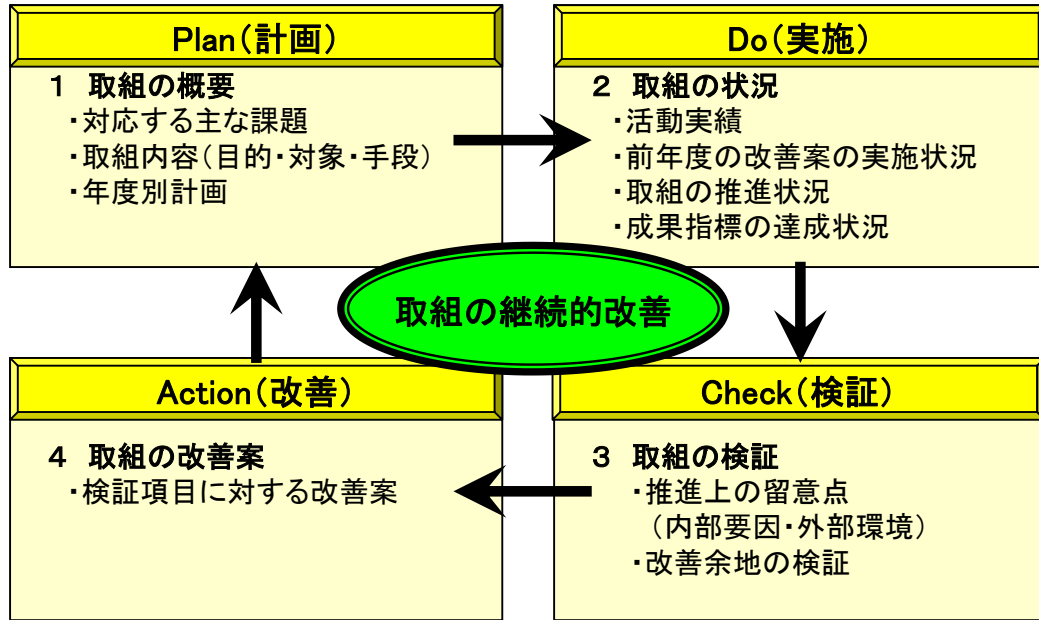 Plan(計画)
1 取組の概要
・対応する主な課題
・取組内容(目的・対象・手段)
・年度別計画
Do(実施)
2 取組の状況
・活動実績
・前年度の改善案の実施状況
・取組の推進状況
・成果指標の達成状況
取組の継続的改善
Check(検証)
3 取組の検証
・推進上の留意点
(内部要因・外部環境)
・改善余地の検証
Action(改善)
4 取組の改善案
・検証項目に対する改善案